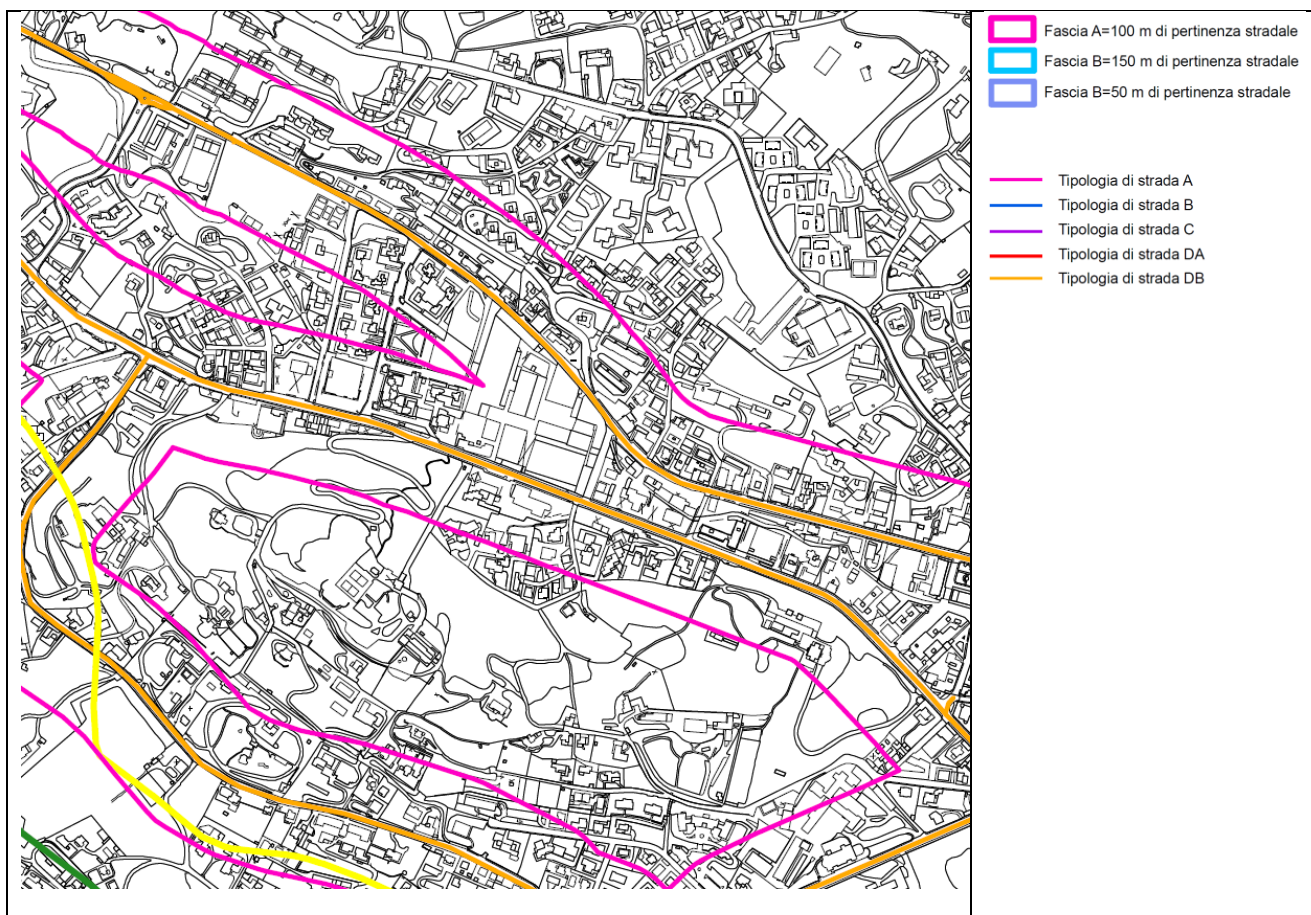 Fascia A=100 m di pertinenza stradale
Fascia B=150 m di pertinenza stradale
Fascia B=50 m di pertinenza stradale
Tipologia di strada A
Tipologia di strada B
Tipologia di strada C
Tipologia di strada DA
Tipologia di strada DB